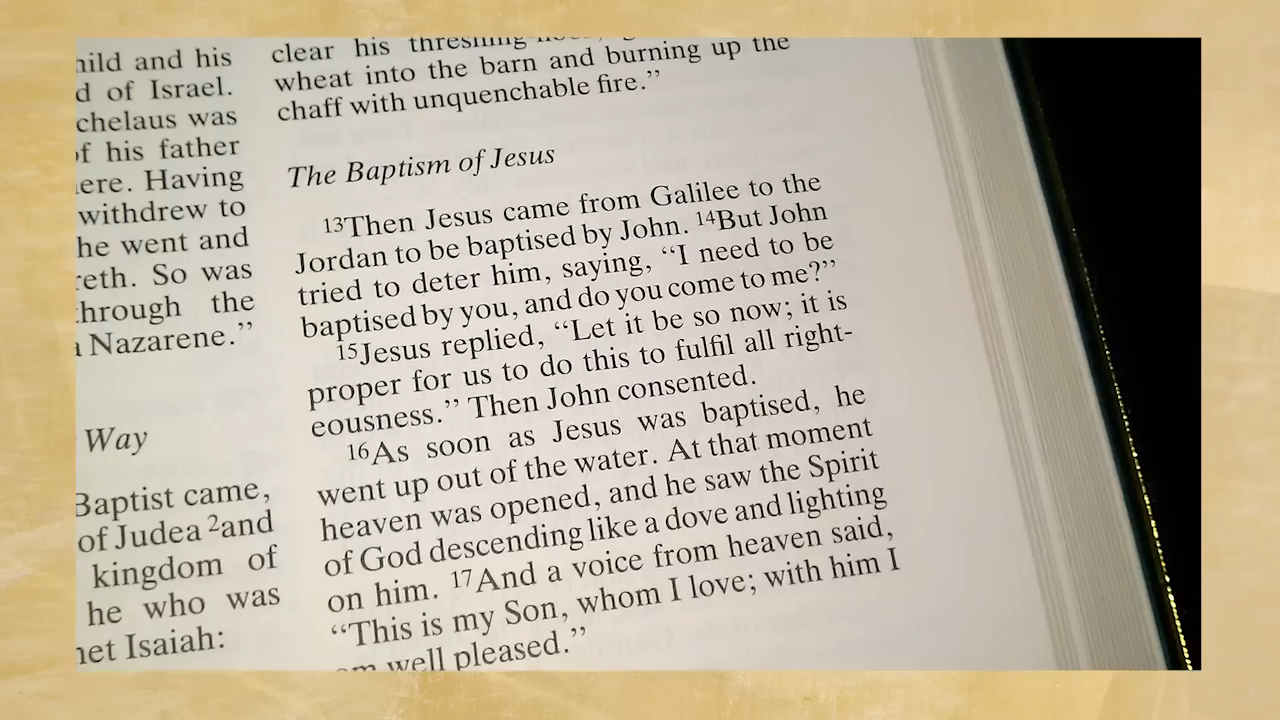 hild and his
d of Israel.
chelaus was
of his father
ere. Having
withdrew to
he went and
reth. So was
through the
a Nazarene.”
Way
Baptist came,
of Judea 2and
kingdom of
he who was
net Isaiah:
clear his threshing
wheat into the barn and burning up the
chaff with unquenchable fire.”
The Baptism of Jesus
13Then Jesus came from Galilee to the
Jordan to be baptised by John. 14But John
tried to deter him, saying, “I need to be
baptised by you, and do you come to me?”
15Jesus replied, “Let it be so now; it is
proper for us to do this to fulfil all right-
eousness.” Then John consented.
16As soon as Jesus was baptised, he
went up out of the water. At that moment
heaven was opened, and he saw the Spirit
of God descending like a dove and lighting
on him. 17And a voice from heaven said,
“This is my Son, whom I love; with him I
am well pleased.”